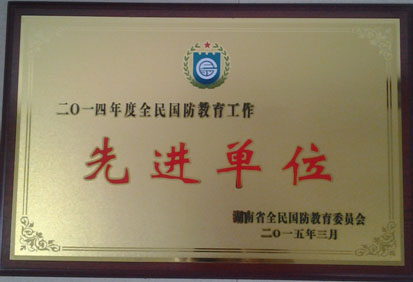 二〇一四年度全民国防教育工作
先进单位
湖南省全民国防教育委员会
二〇一五年三月